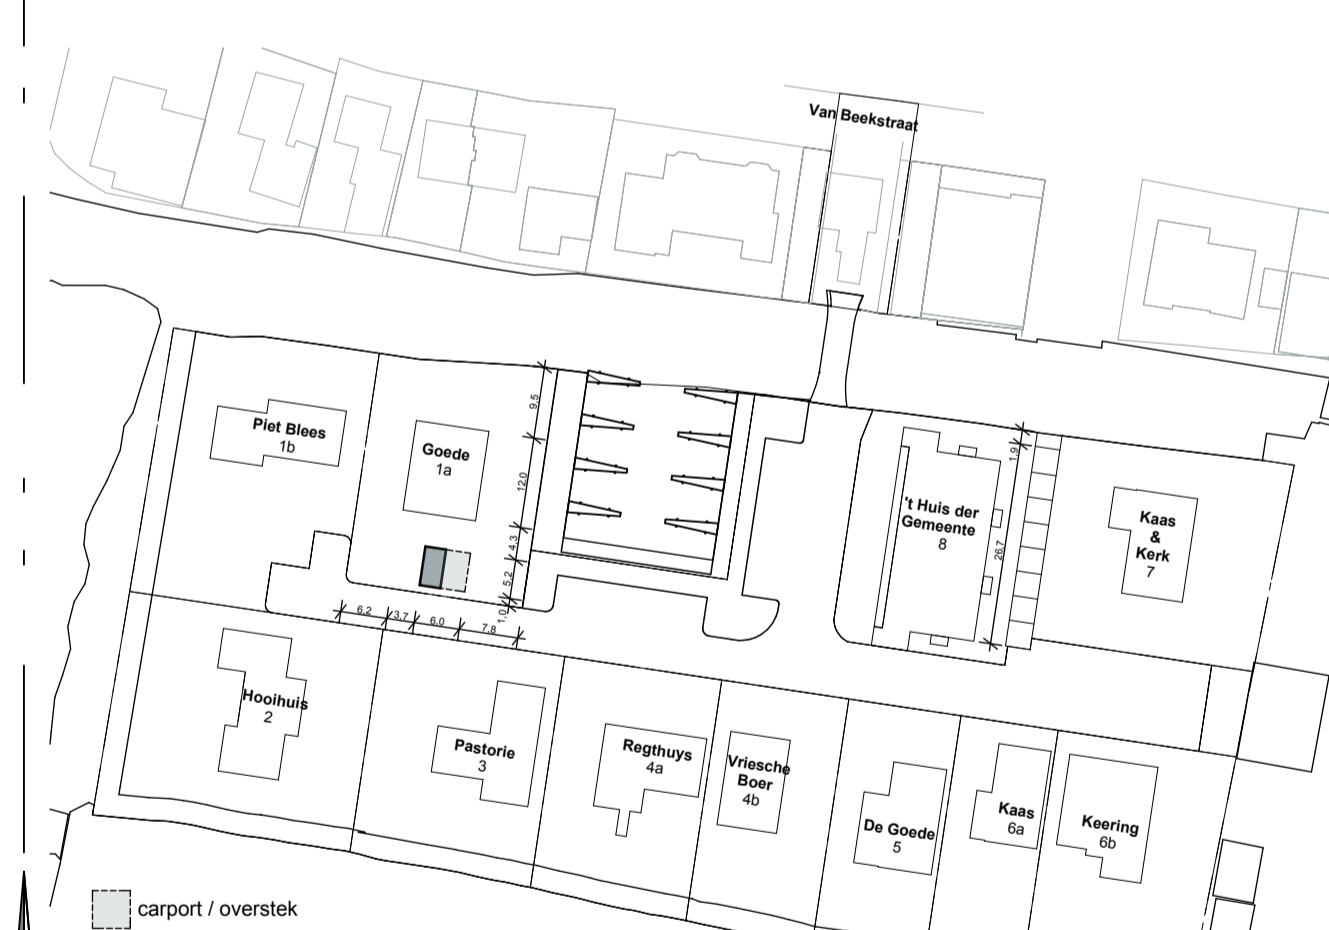 Van Beekstraat
9,5
1,9
Piet Blees
1b
Goede
1a
12,0
't Huis der
Gemeente
8
Kaas
&
Kerk
7
26,7
4,3
5,2
1,0
6,2
3,7
6,0
7,8
Hooihuis
2
Pastorie
3
Regthuys
4a
Vriesche
Boer
4b
De Goede
5
Kaas
6a
Keering
6b
carport / overstek